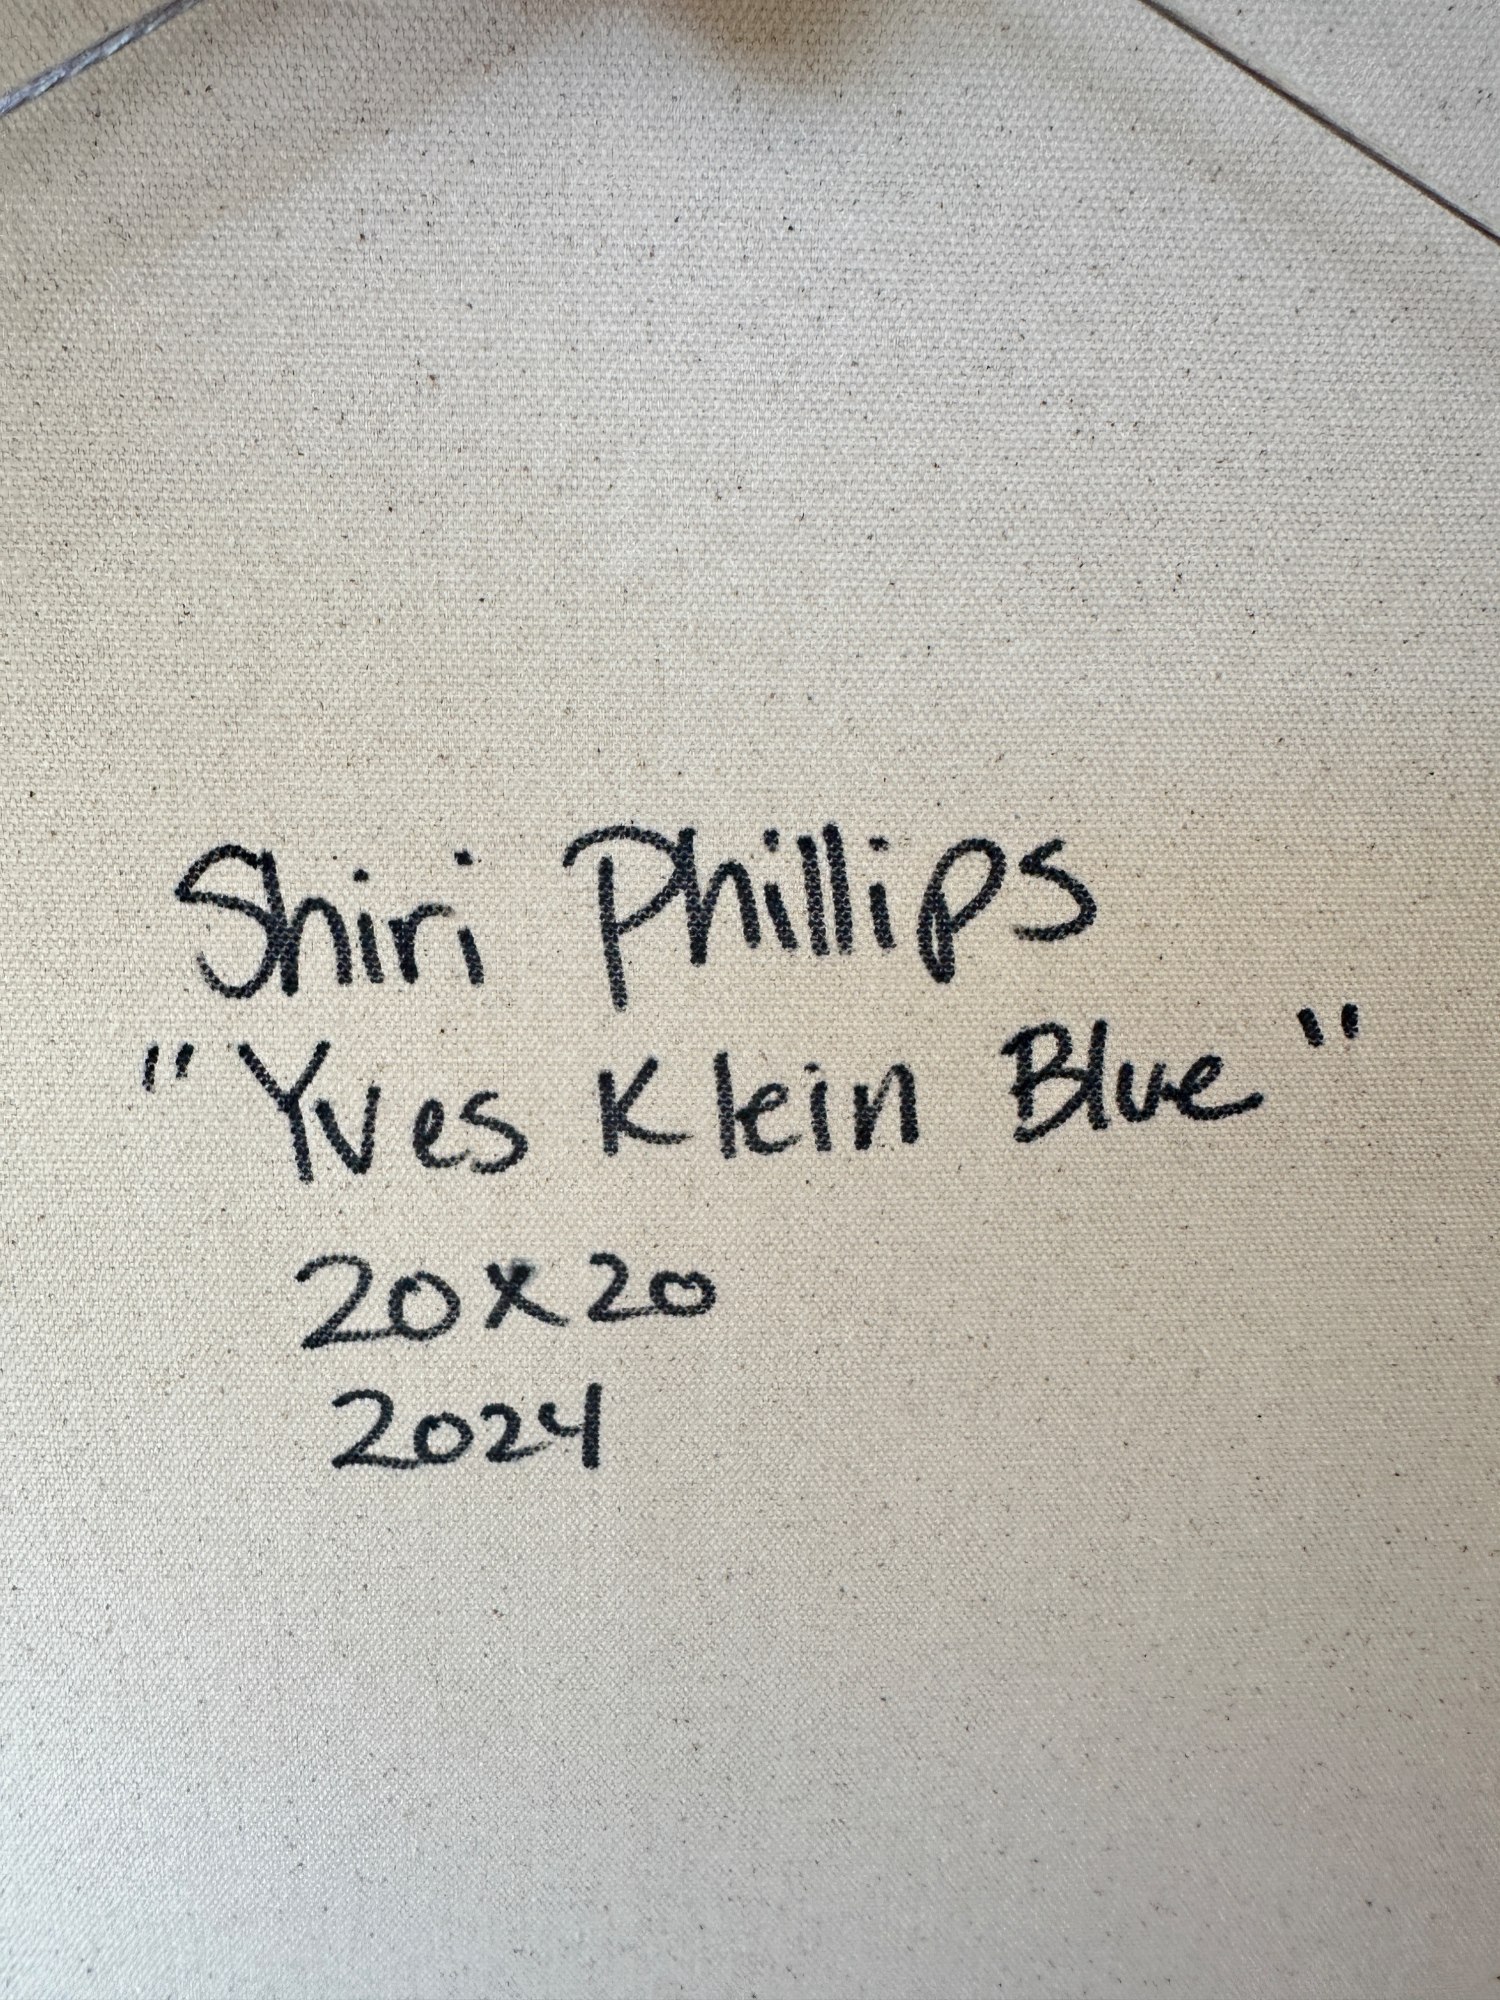 Shiri Phillips
"Yves Klein Blue"
20x20
2024